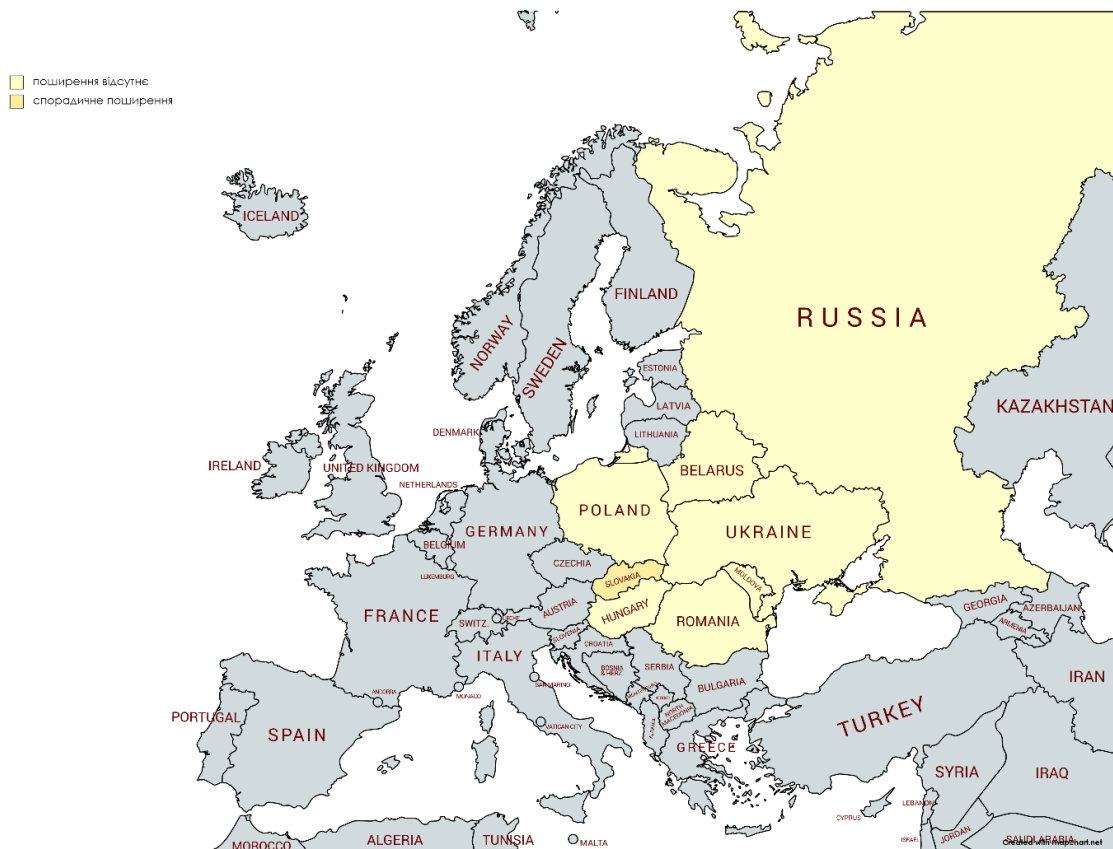 поширення відсутнє
спорадичне поширення
ICELAND
NORWAY
SWEDEN
FINLAND
RUSSIA
ESTONIA
LATVIA
LITHUANIA
KAZAKHSTAN
DENMARK
IRELAND
UNITED KINGDOM
NETHERLANDS
BELARUS
POLAND
GERMANY
UKRAINE
BELGIUM
LUXEMBURG
CZECHIA
SLOVAKIA
MOLDOVA
FRANCE
SWITZ.
AUSTRIA
HUNGARY
ROMANIA
SLOVENIA
CROATIA
ITALY
BOSNIA
& HERZ.
SERBIA
BULGARIA
GEORGIA
AZERBAIJAN
ARMENIA
SAN MARINO
MONACO
ANDORRA
NORTH
MACEDONIA
VATICAN CITY
PORTUGAL
SPAIN
GREECE
TURKEY
IRAN
SYRIA
IRAQ
LEBANON
CYPRUS
ISRAEL
JORDAN
SAUDI ARABIA
MOROCCO
ALGERIA
TUNISIA
MALTA
Created with mapchart.net